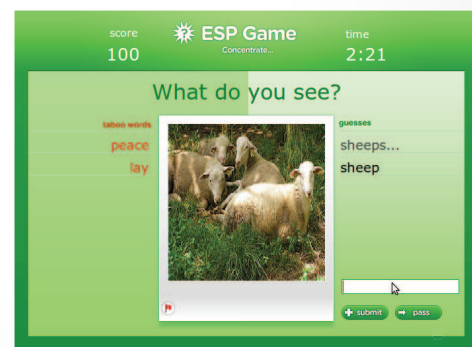 score
100
ESP Game
Concentrate...
time
2:21
What do you see?
taboo words
peace
lay
guesses
sheeps...
sheep
submit
pass